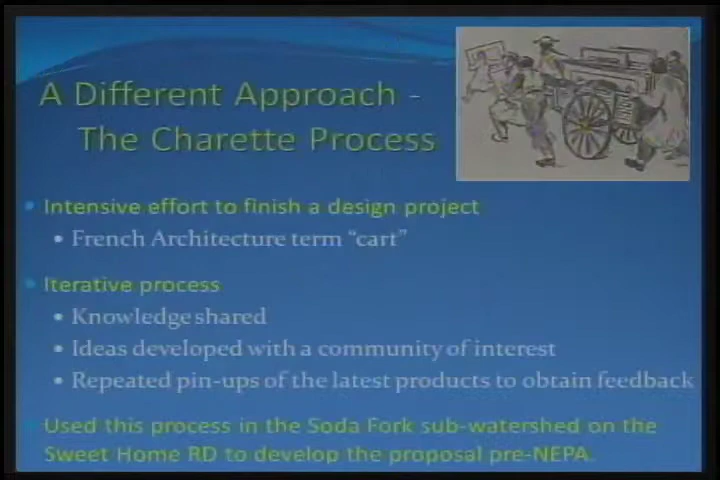 A Different Approach -
The Charette Process
Intensive effort to finish a design project
French Architecture term “cart”
Iterative process
Knowledge shared
Ideas developed with a community of interest
Repeated pin-ups of the latest products to obtain feedback
Used this process in the Soda Fork sub-watershed on the
Sweet Home RD to develop the proposal pre-NEPA.